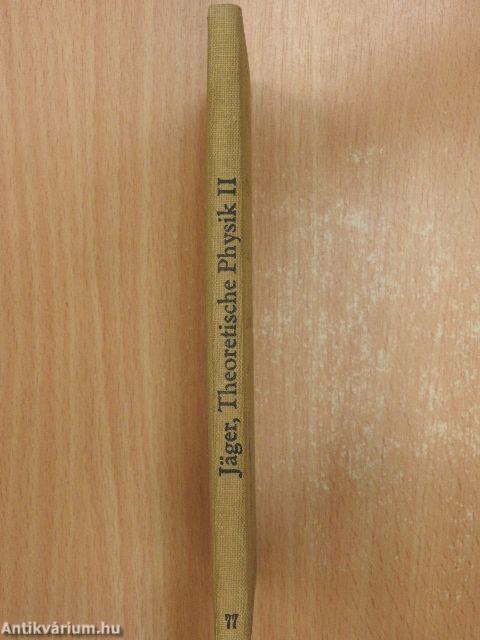 Jäger, Theoretische Physik II
77
Antikvárium.hu